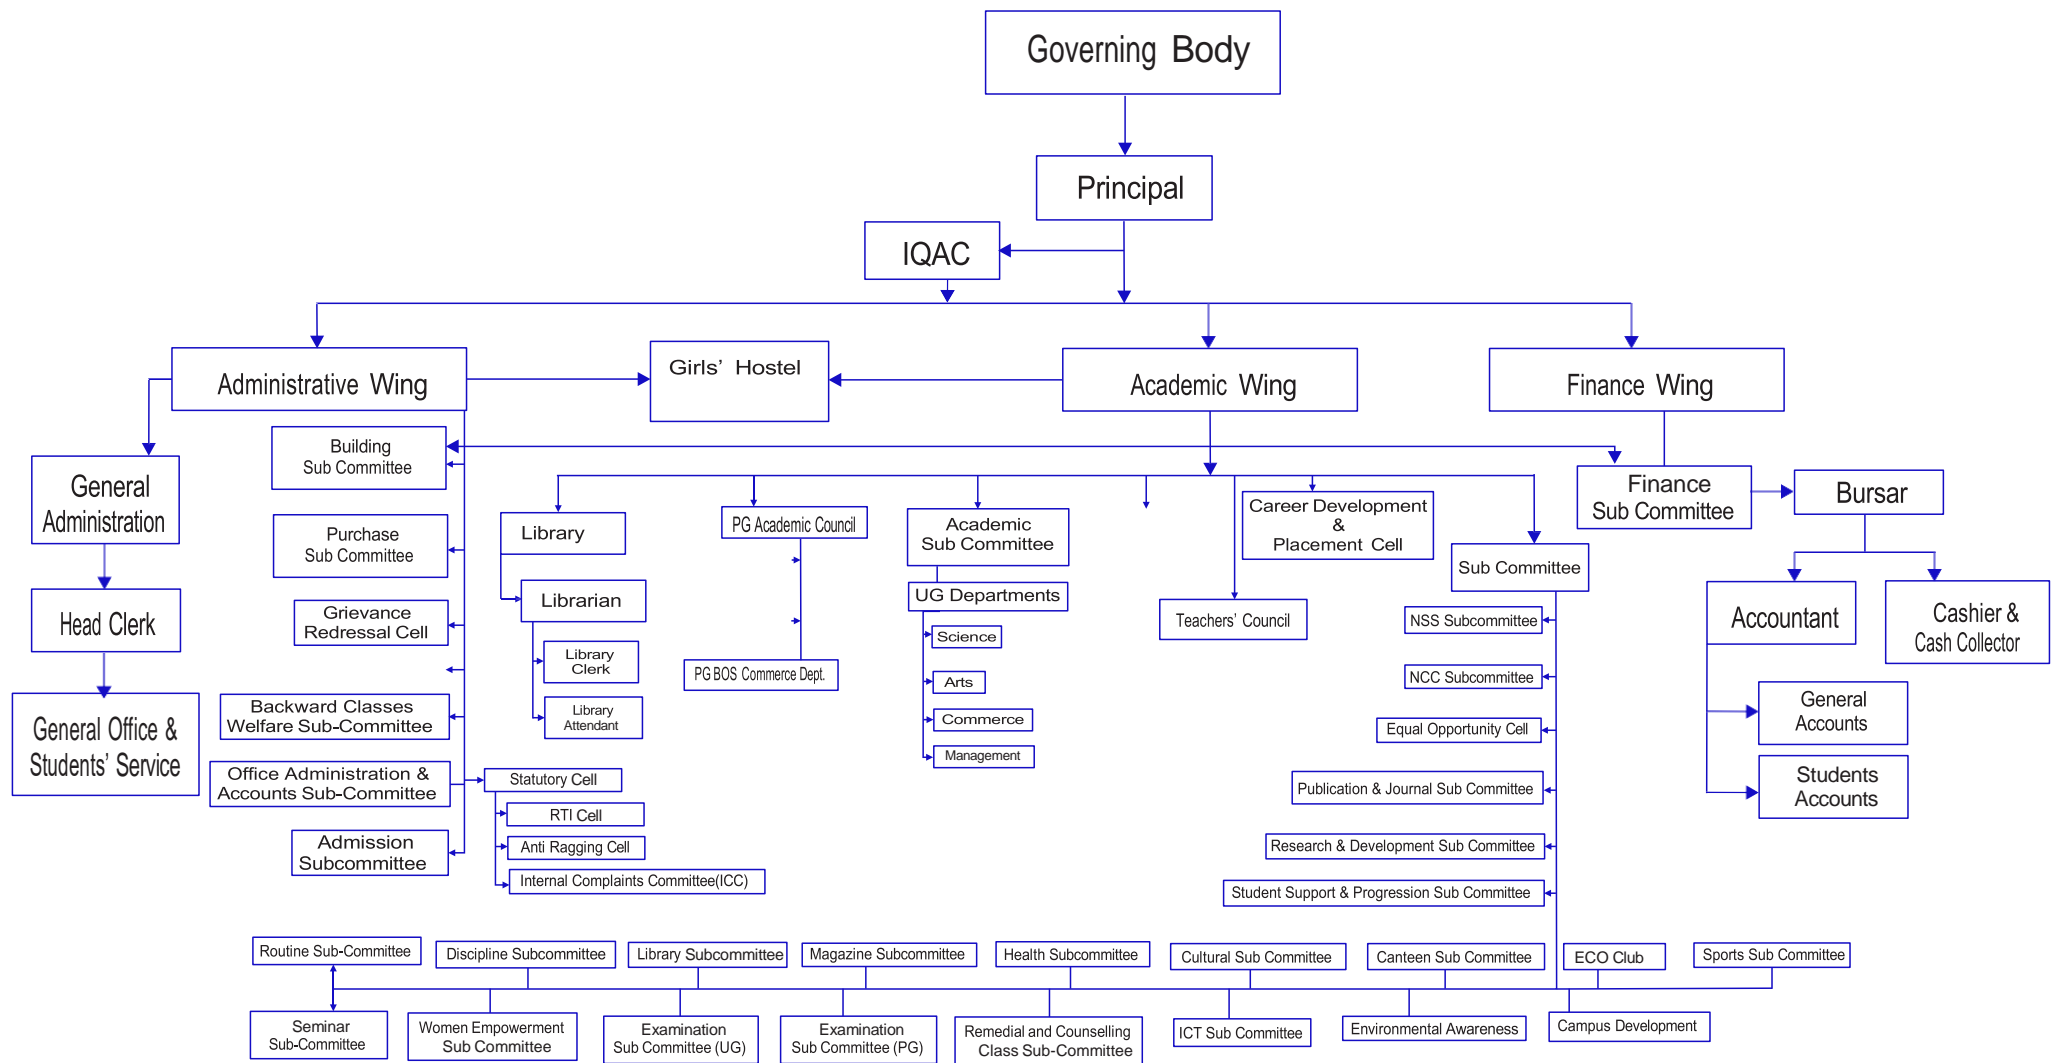 Governing Body
Principal
IQAC
Administrative Wing
Girls' Hostel
Academic Wing
Finance Wing
General
Administration
Head Clerk
General Office &
Students' Service
Building
Sub Committee
Purchase
Sub Committee
Grievance
Redressal Cell
Backward Classes
Welfare Sub-Committee
Office Administration &
Accounts Sub-Committee
Admission
Subcommittee
Statutory Cell
RTI Cell
Anti Ragging Cell
Internal Complaints Committee(ICC)
Library
Librarian
Library
Clerk
Library
Attendant
PG Academic Council
PG BOS Commerce Dept.
Academic
Sub Committee
UG Departments
Science
Arts
Commerce
Management
Teachers' Council
Career Development
&
Placement Cell
Sub Committee
NSS Subcommittee
NCC Subcommittee
Equal Opportunity Cell
Publication & Journal Sub Committee
Research & Development Sub Committee
Student Support & Progression Sub Committee
Finance
Sub Committee
Bursar
Accountant
Cashier &
Cash Collector
General
Accounts
Students
Accounts
Routine Sub-Committee
Discipline Subcommittee
Library Subcommittee
Magazine Subcommittee
Health Subcommittee
Cultural Sub Committee
Canteen Sub Committee
ECO Club
Sports Sub Committee
Seminar
Sub-Committee
Women Empowerment
Sub Committee
Examination
Sub Committee (UG)
Examination
Sub Committee (PG)
Remedial and Counselling
Class Sub-Committee
ICT Sub Committee
Environmental Awareness
Campus Development